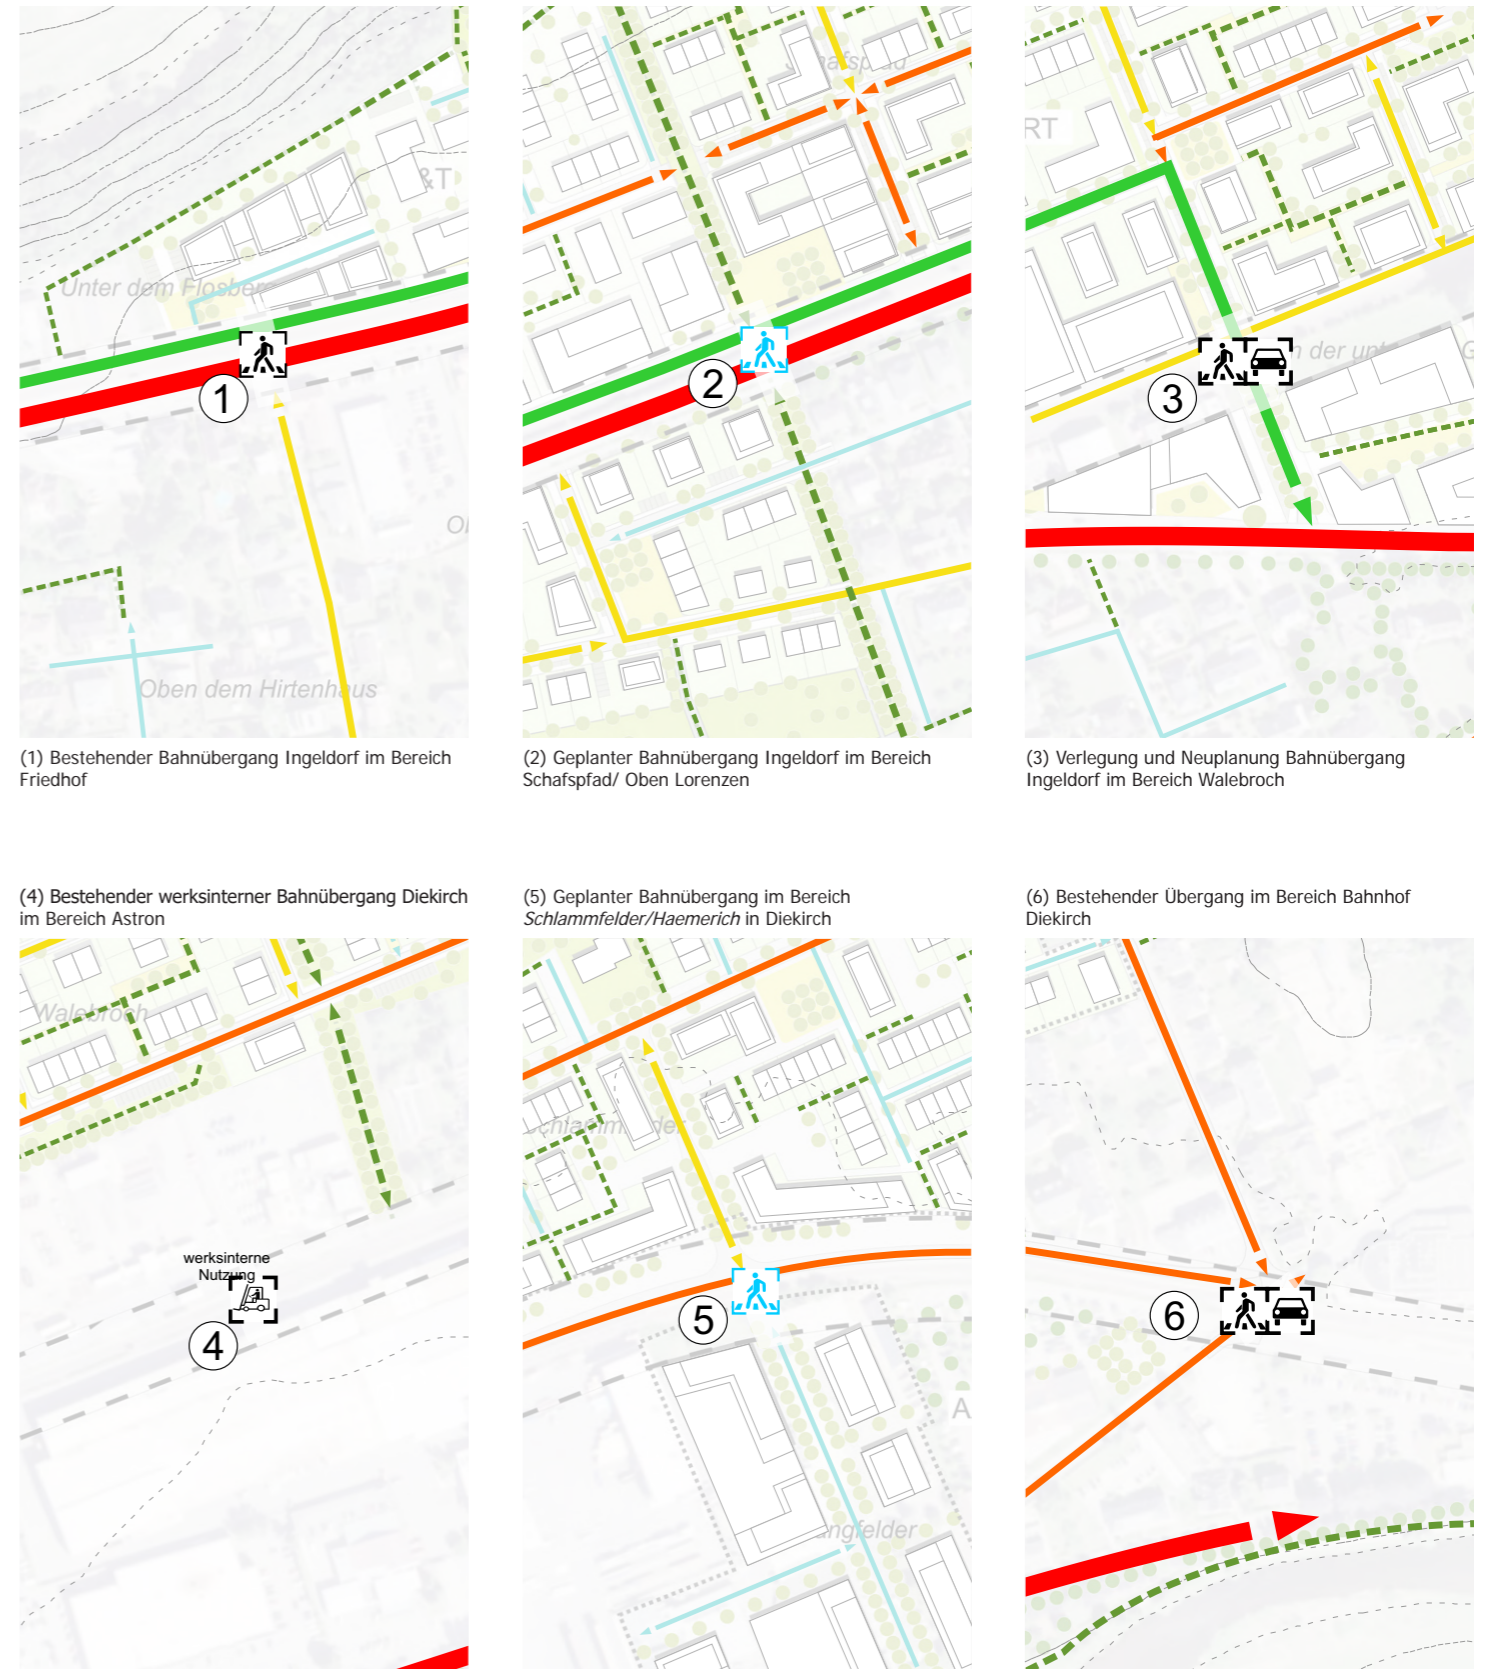 &T
Unter dem Flosberg
1
Oben dem Hirtenhaus
Schafspfad
2
RT
3
(1) Bestehender Bahnübergang Ingeldorf im Bereich
Friedhof
(2) Geplanter Bahnübergang Ingeldorf im Bereich
Schafspfad/ Oben Lorenzen
(3) Verlegung und Neuplanung Bahnübergang
Ingeldorf im Bereich Walebroch
(4) Bestehender werksinterner Bahnübergang Diekirch
im Bereich Astron
(5) Geplanter Bahnübergang im Bereich
Schlammfelder/Haemerich in Diekirch
(6) Bestehender Übergang im Bereich Bahnhof
Diekirch
Walebroch
werksinterne
Nutzung
4
Schlammfelder
5
A
ngfelder
6